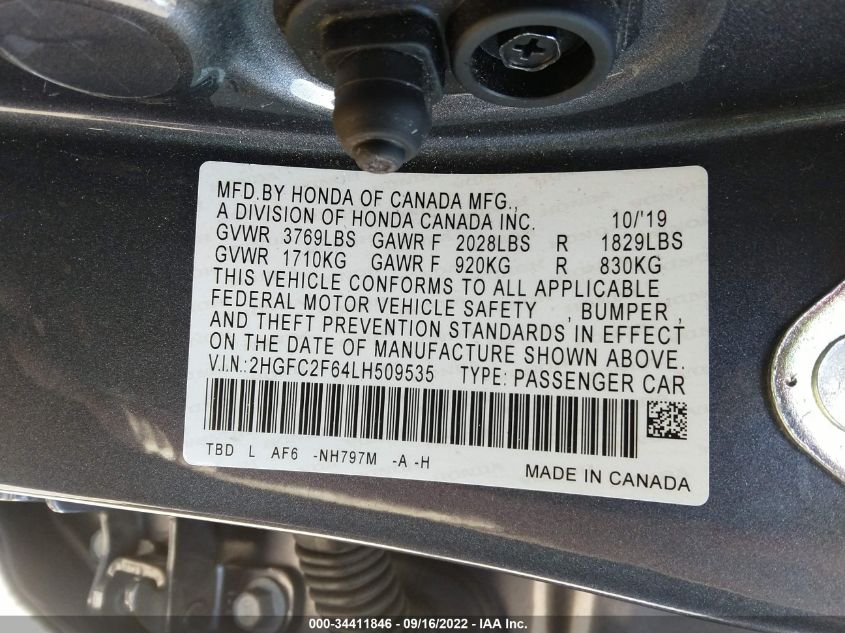 MFD.BY HONDA OF CANADA MFG.,
A DIVISION OF HONDA CANADA INC. 10/'19
GVWR 3769LBS GAWR F 2028LBS R 1829LBS
GVWR 1710KG GAWR F 920KG R 830KG
THIS VEHICLE CONFORMS TO ALL APPLICABLE
FEDERAL MOTOR VEHICLE SAFETY , BUMPER ,
AND THEFT PREVENTION STANDARDS IN EFFECT
ON THE DATE OF MANUFACTURE SHOWN ABOVE.
V.I.N.: 2HGFC2F64LH509535 TYPE: PASSENGER CAR
TBD L AF6 -NH797M -A -H
MADE IN CANADA
000-34411846 / 09/16/2022 - © IAA Inc.